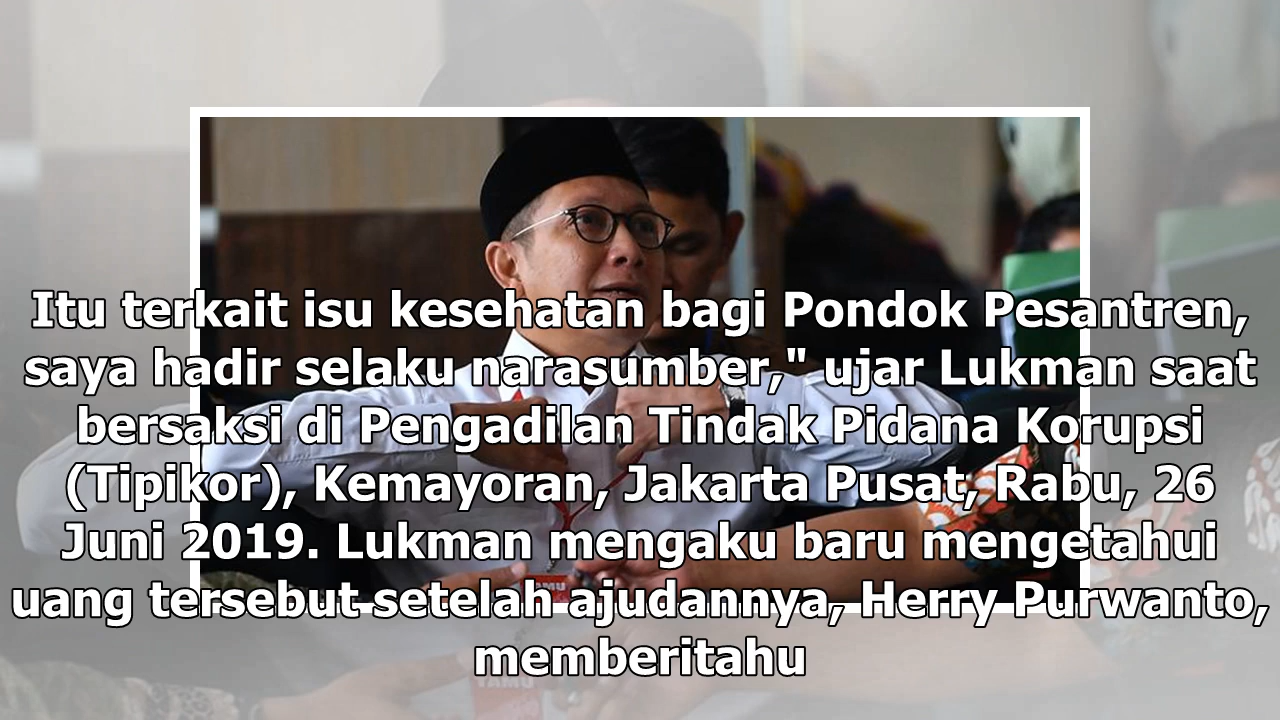 Itu terkait isu kesehatan bagi Pondok Pesantren,
saya hadir selaku narasumber," ujar Lukman saat
bersaksi di Pengadilan Tindak Pidana Korupsi
(Tipikor), Kemayoran, Jakarta Pusat, Rabu, 26
Juni 2019. Lukman mengaku baru mengetahui
uang tersebut setelah ajudannya, Herry Purwanto,
memberitahu